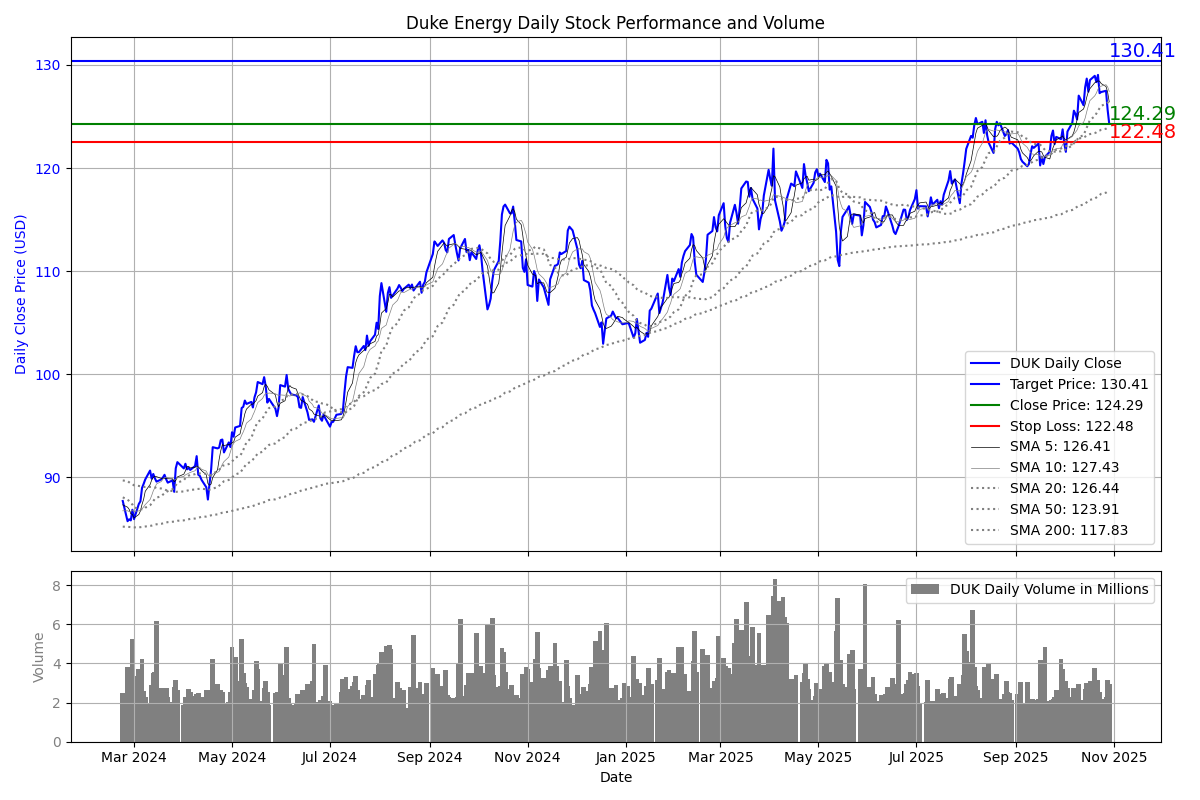 Duke Energy Daily Stock Performance and Volume
130.41
124.29
122.48
130
120
110
100
90
Daily Close Price (USD)
DUK Daily Close
Target Price: 130.41
Close Price: 124.29
Stop Loss: 122.48
SMA 5: 126.41
SMA 10: 127.43
SMA 20: 126.44
SMA 50: 123.91
SMA 200: 117.83
8
6
4
2
0
Volume
DUK Daily Volume in Millions
Mar 2024 May 2024 Jul 2024 Sep 2024 Nov 2024 Jan 2025 Mar 2025 May 2025 Jul 2025 Sep 2025 Nov 2025
Date